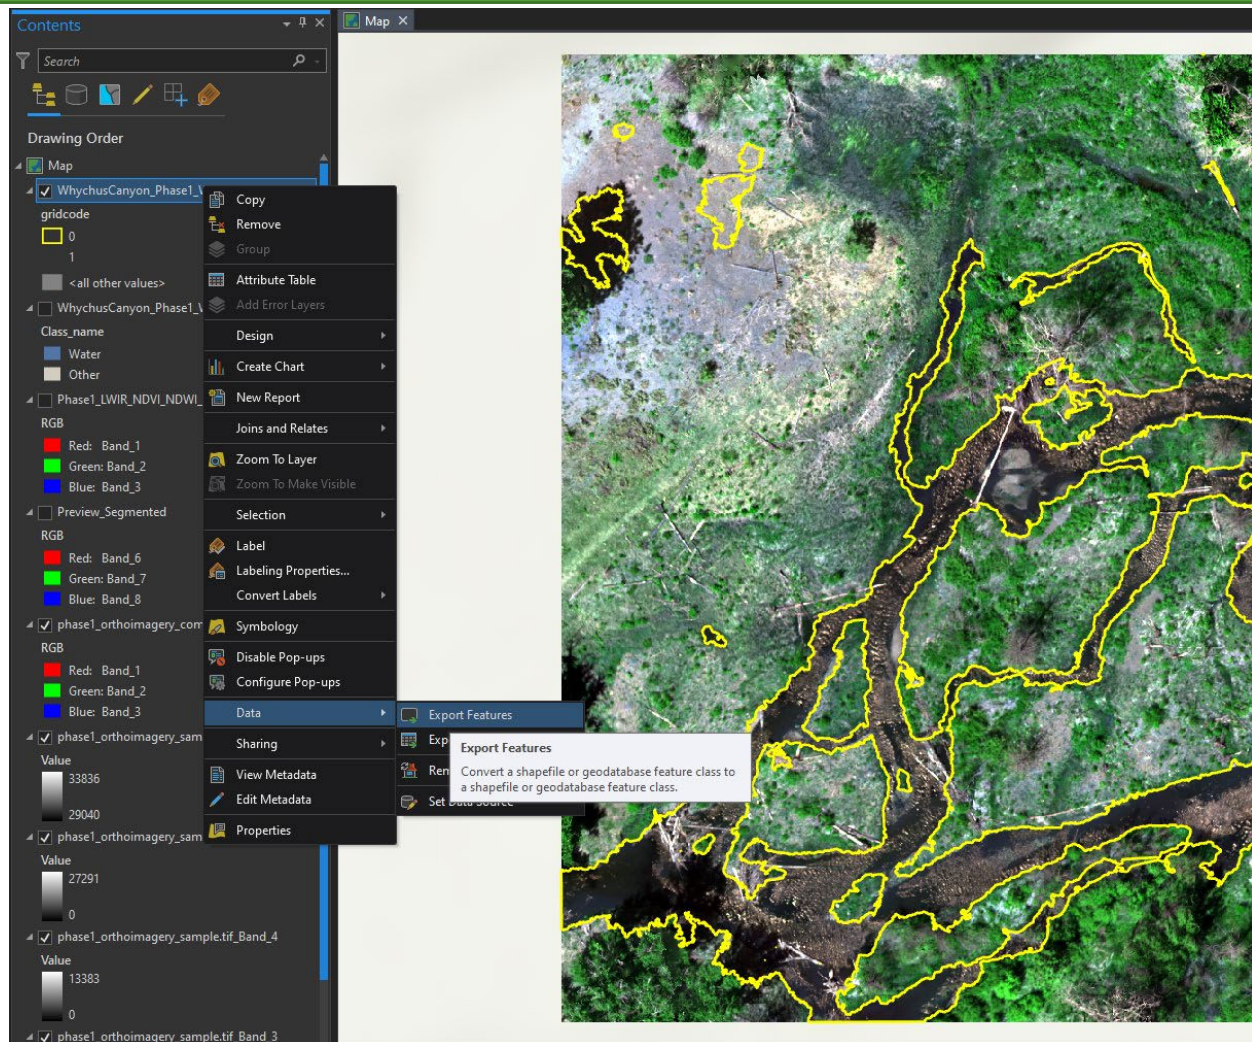 Contents
Map
Search
Drawing Order
Map
WhychusCanyon_Phase1_
gridcode
0
1
<all other values>
WhychusCanyon_Phase1_
Class_name
Water
Other
Phase1_LWIR_NDVI_NDWI_
RGB
Red: Band_1
Green: Band_2
Blue: Band_3
Preview_Segmented
RGB
Red: Band_6
Green: Band_7
Blue: Band_8
phase1_orthoimagery_com
RGB
Red: Band_1
Green: Band_2
Blue: Band_3
phase1_orthoimagery_sam
Value
33836
29040
phase1_orthoimagery_sam
Value
27291
0
phase1_orthoimagery_sample.tif_Band_4
Value
13383
0
phase1_orthoimagery_sample.tif_Band_3
Copy
Remove
Group
Attribute Table
Add Error Layers
Design
Create Chart
New Report
Joins and Relates
Zoom To Layer
Zoom To Make Visible
Selection
Label
Labeling Properties...
Convert Labels
Symbology
Disable Pop-ups
Configure Pop-ups
Data
Sharing
View Metadata
Edit Metadata
Properties
Export Features
Exp
Ren
Set Data Source
Export Features
Convert a shapefile or geodatabase feature class to
a shapefile or geodatabase feature class.